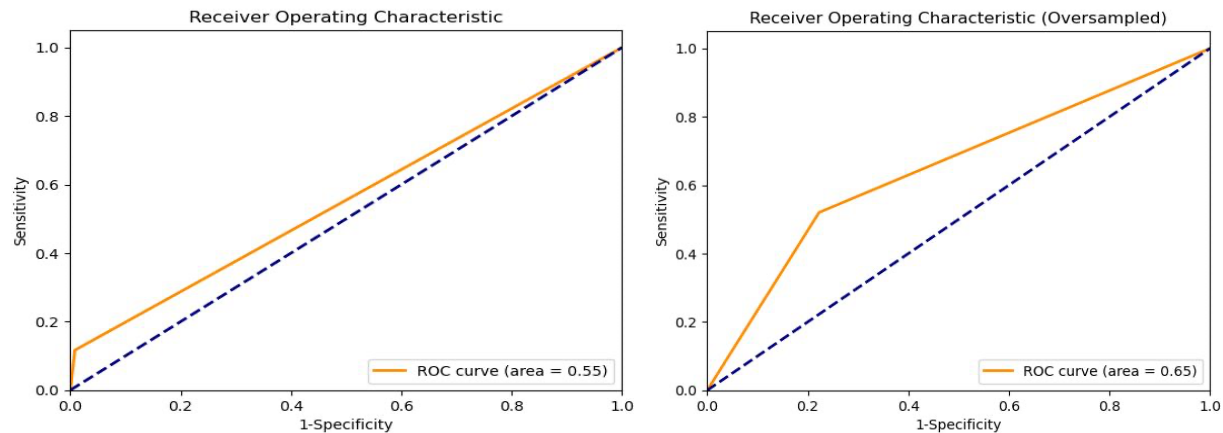 Receiver Operating Characteristic
1.0
0.8
0.6
0.4
0.2
0.0
Sensitivity
ROC curve (area = 0.55)
0.0 0.2 0.4 0.6 0.8 1.0
1-Specificity
Receiver Operating Characteristic (Oversampled)
1.0
0.8
0.6
0.4
0.2
0.0
Sensitivity
ROC curve (area = 0.65)
0.0 0.2 0.4 0.6 0.8 1.0
1-Specificity